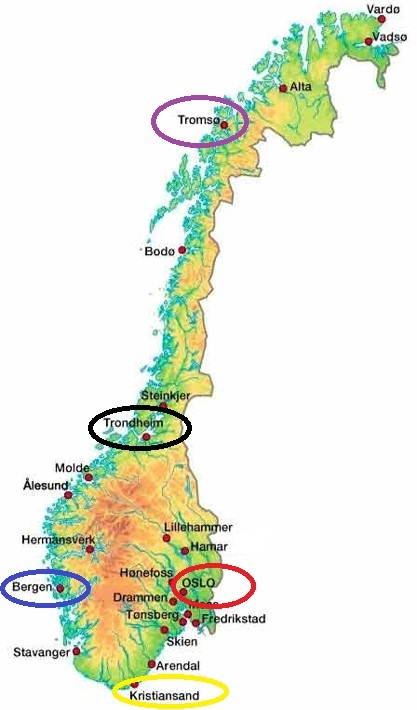 Vardø
Vadsø
Alta
Tromsø
Bodø
Steinkjer
Trondheim
Molde
Ålesund
Lillehammer
Hermansverk
Hamar
Hønefoss
OSLO
Bergen
Drammen
Moss
Tønsberg
Fredrikstad
Skien
Stavanger
Arendal
Kristiansand